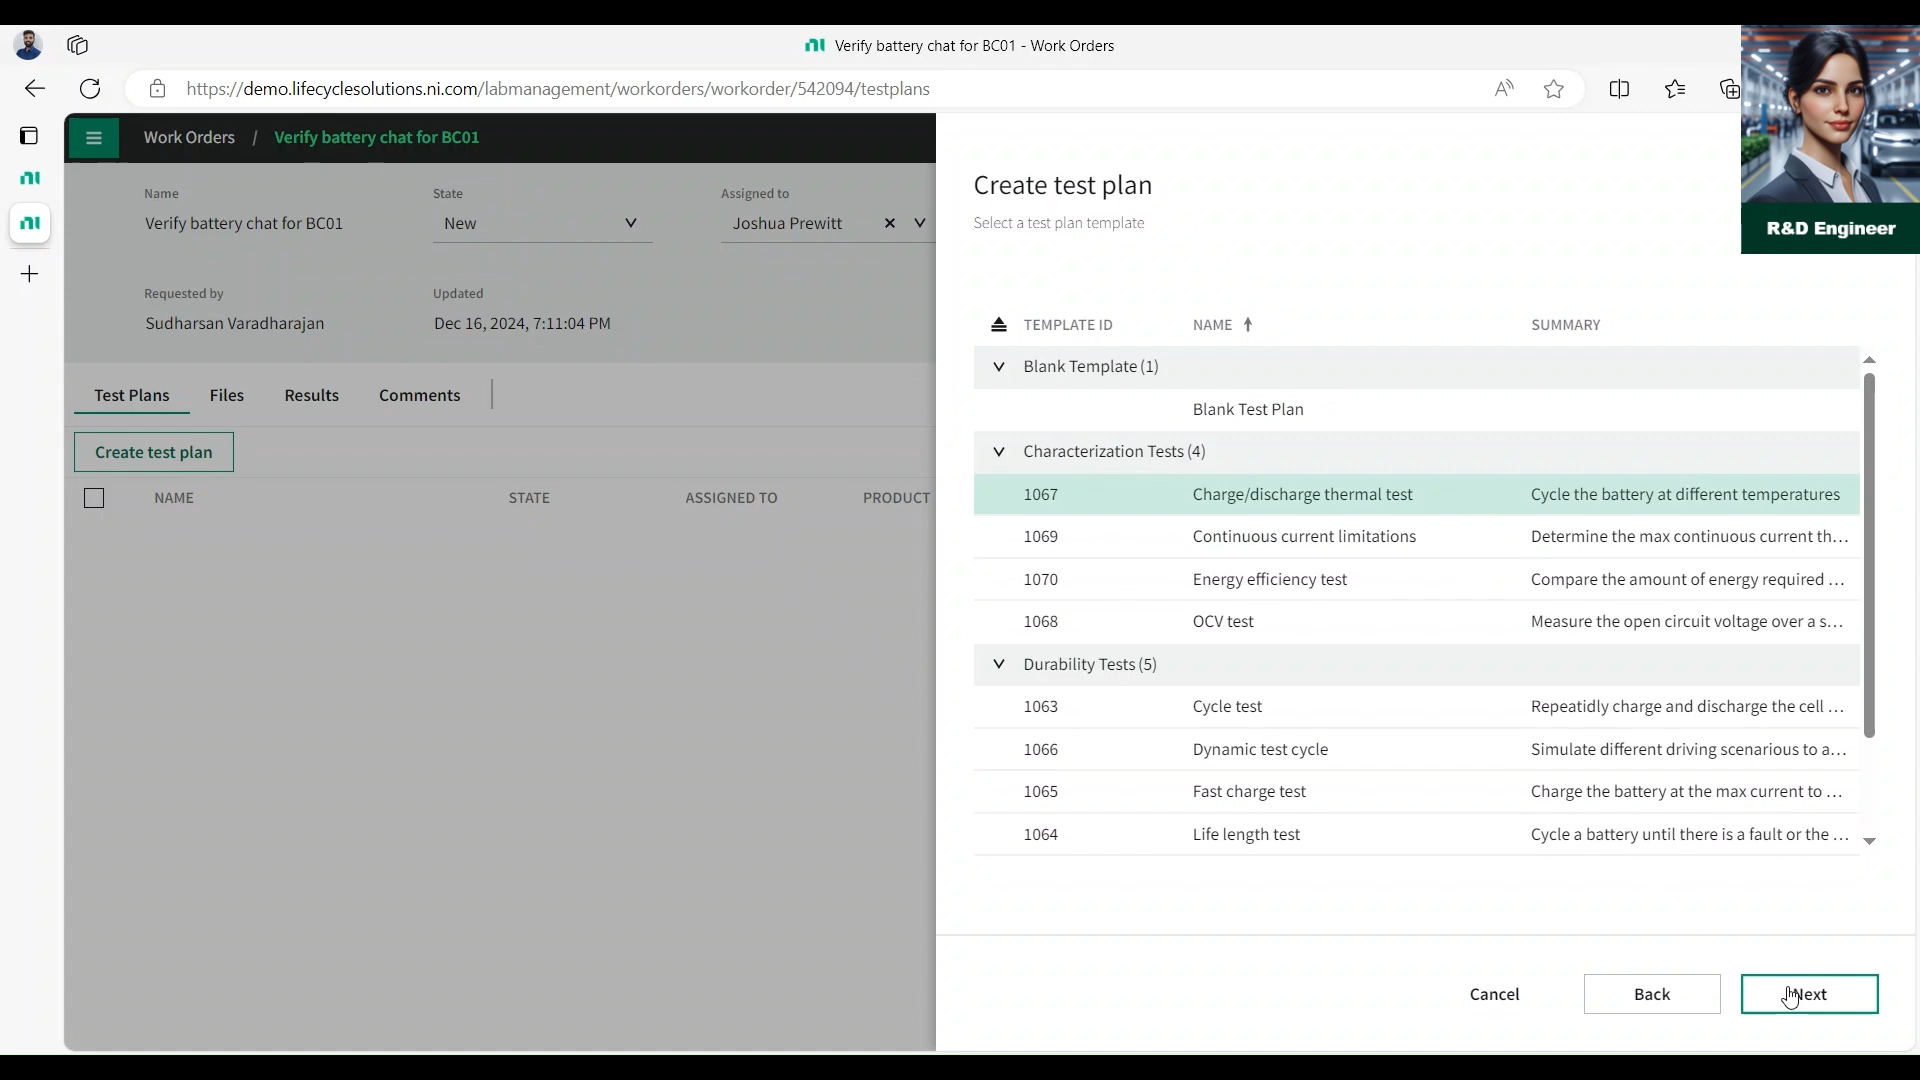 Verify battery chat for BC01 - Work Orders
https://demo.lifecyclesolutions.ni.com/labmanagement/workorders/workorder/542094/testplans
R&D Engineer
Work Orders / Verify battery chat for BC01
Name
State
Assigned to
Verify battery chat for BC01
New
Joshua Prewitt
Requested by
Updated
Sudharsan Varadharajan
Dec 16, 2024, 7:11:04 PM
Test Plans
Files
Results
Comments
Create test plan
NAME
STATE
ASSIGNED TO
PRODUCT
Create test plan
Select a test plan template
TEMPLATE ID
NAME
SUMMARY
Blank Template (1)
Blank Test Plan
Characterization Tests (4)
1067 Charge/discharge thermal test Cycle the battery at different temperatures
1069 Continuous current limitations Determine the max continuous current th...
1070 Energy efficiency test Compare the amount of energy required ...
1068 OCV test Measure the open circuit voltage over a s...
Durability Tests (5)
1063 Cycle test Repeatidly charge and discharge the cell ...
1066 Dynamic test cycle Simulate different driving scenarious to a...
1065 Fast charge test Charge the battery at the max current to ...
1064 Life length test Cycle a battery until there is a fault or the ...
Cancel
Back
Next